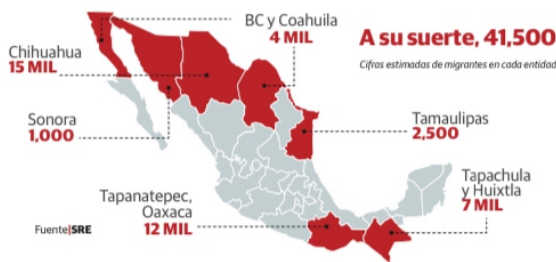 A su suerte, 41,500
Cifras estimadas de migrantes en cada entidad
BC y Coahuila
4 MIL
Chihuahua
15 MIL
Sonora
1,000
Tamaulipas
2,500
Tapachula
y Huixtla
7 MIL
Tapanatepec,
Oaxaca
12 MIL
Fuente|SRE